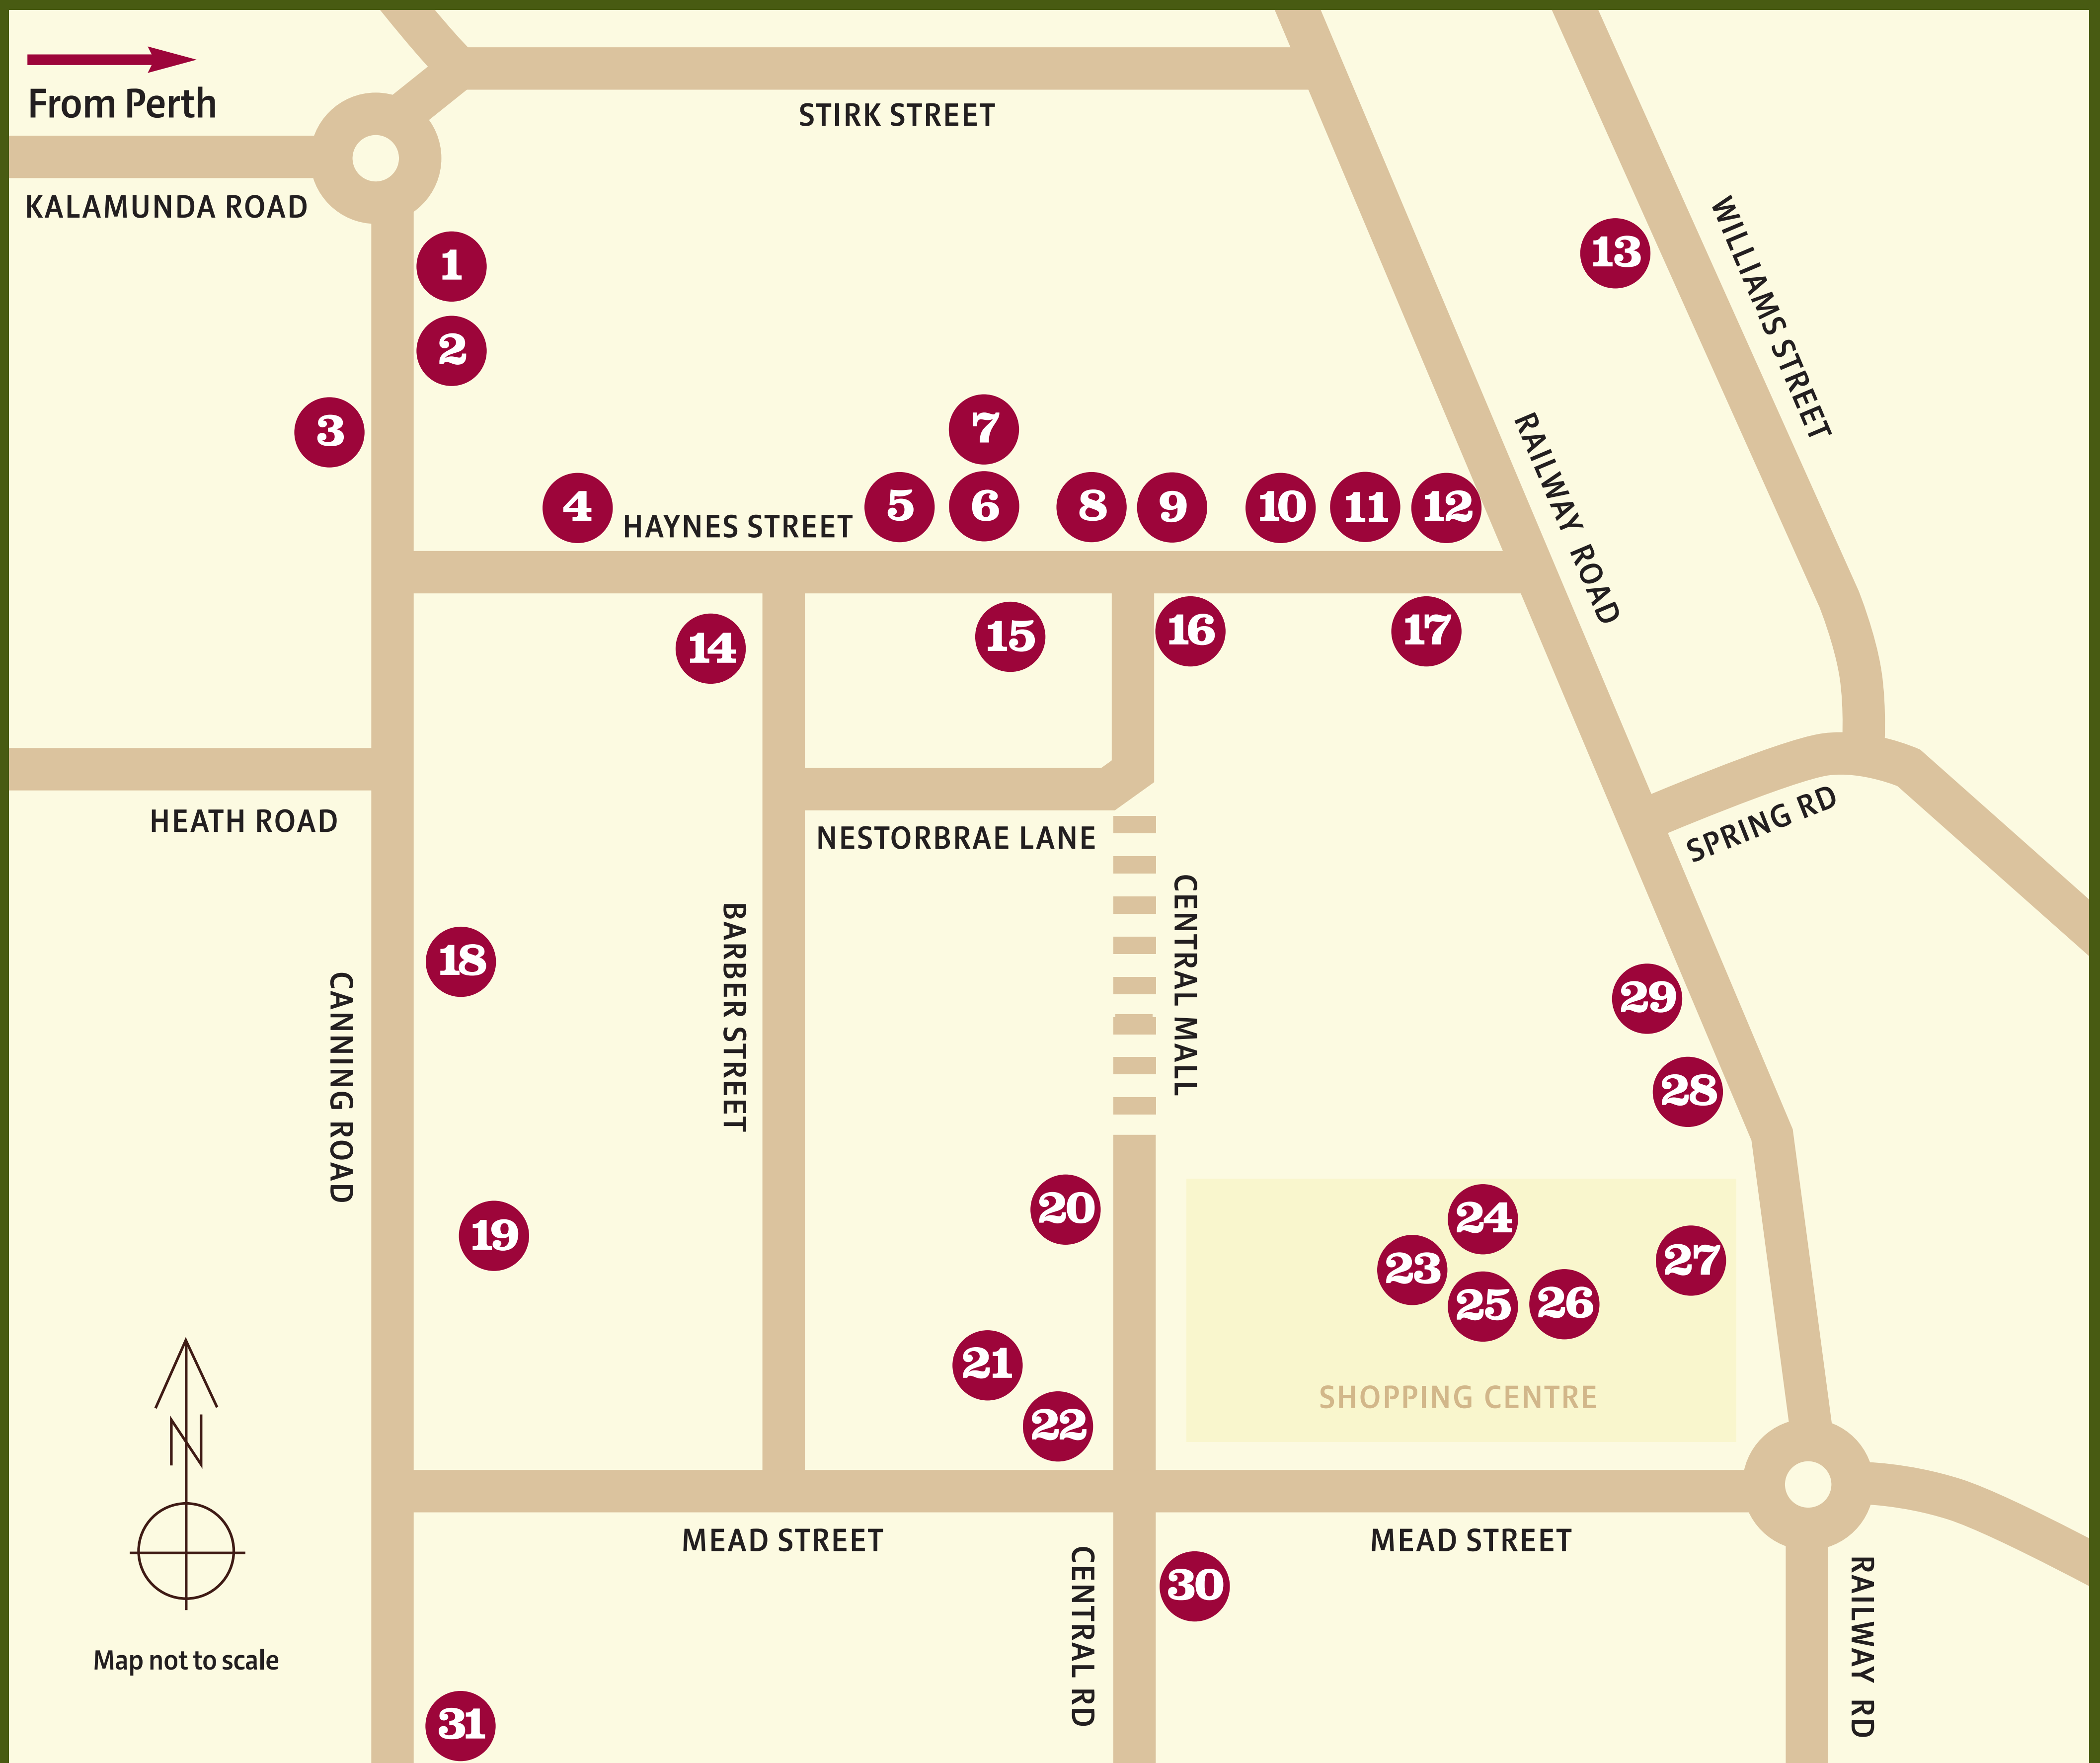 From Perth
STIRK STREET
KALAMUNDA ROAD
WILLIAMS STREET
13
1
2
3
7
RAILWAY ROAD
4
HAYNES STREET
5
6
8
9
10
11
12
14
15
16
17
HEATH ROAD
NESTORBRAE LANE
SPRING RD
CENTRAL MALL
BARBER STREET
18
CANNING ROAD
29
28
19
20
24
23
25
26
27
21
22
SHOPPING CENTRE
N
MEAD STREET
MEAD STREET
CENTRAL RD
30
RAILWAY RD
Map not to scale
31